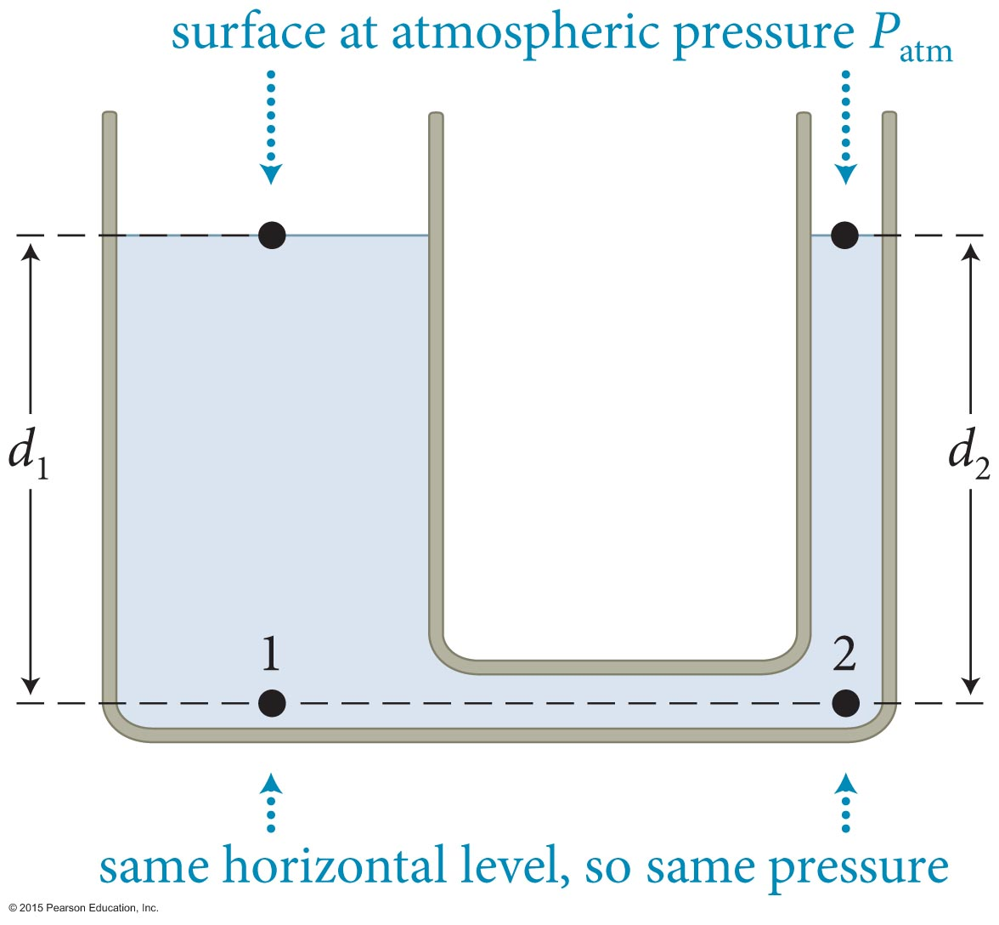 surface at atmospheric pressure Patm
d1
d2
1
2
same horizontal level, so same pressure
© 2015 Pearson Education, Inc.